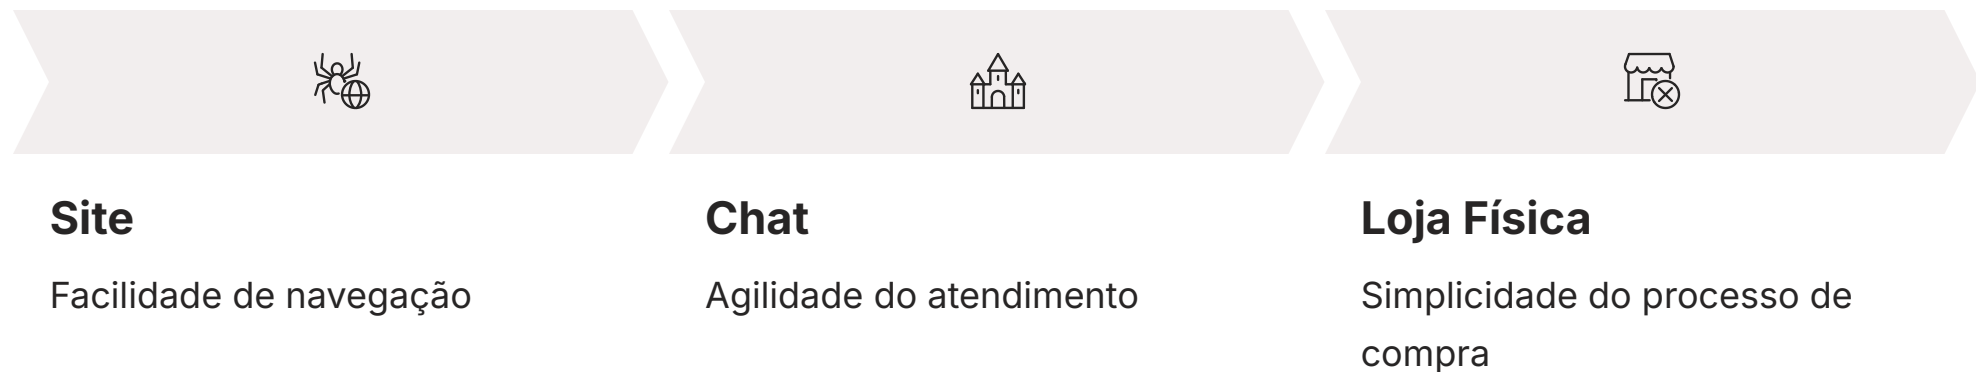 Site
Facilidade de navegação
Chat
Agilidade do atendimento
Loja Física
Simplicidade do processo de
compra